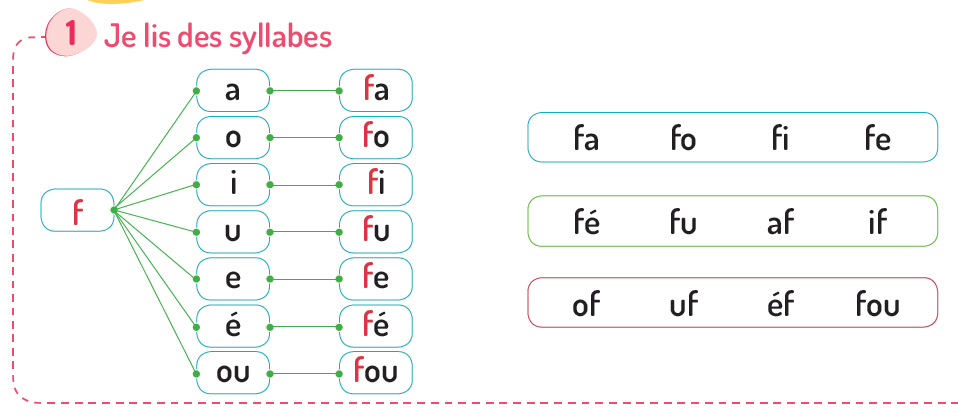 1 Je lis des syllabes
f
a fa
o fo
i fi
u fu
e fe
é fé
ou fou
fa fo fi fe
fé fu af if
of uf éf fou